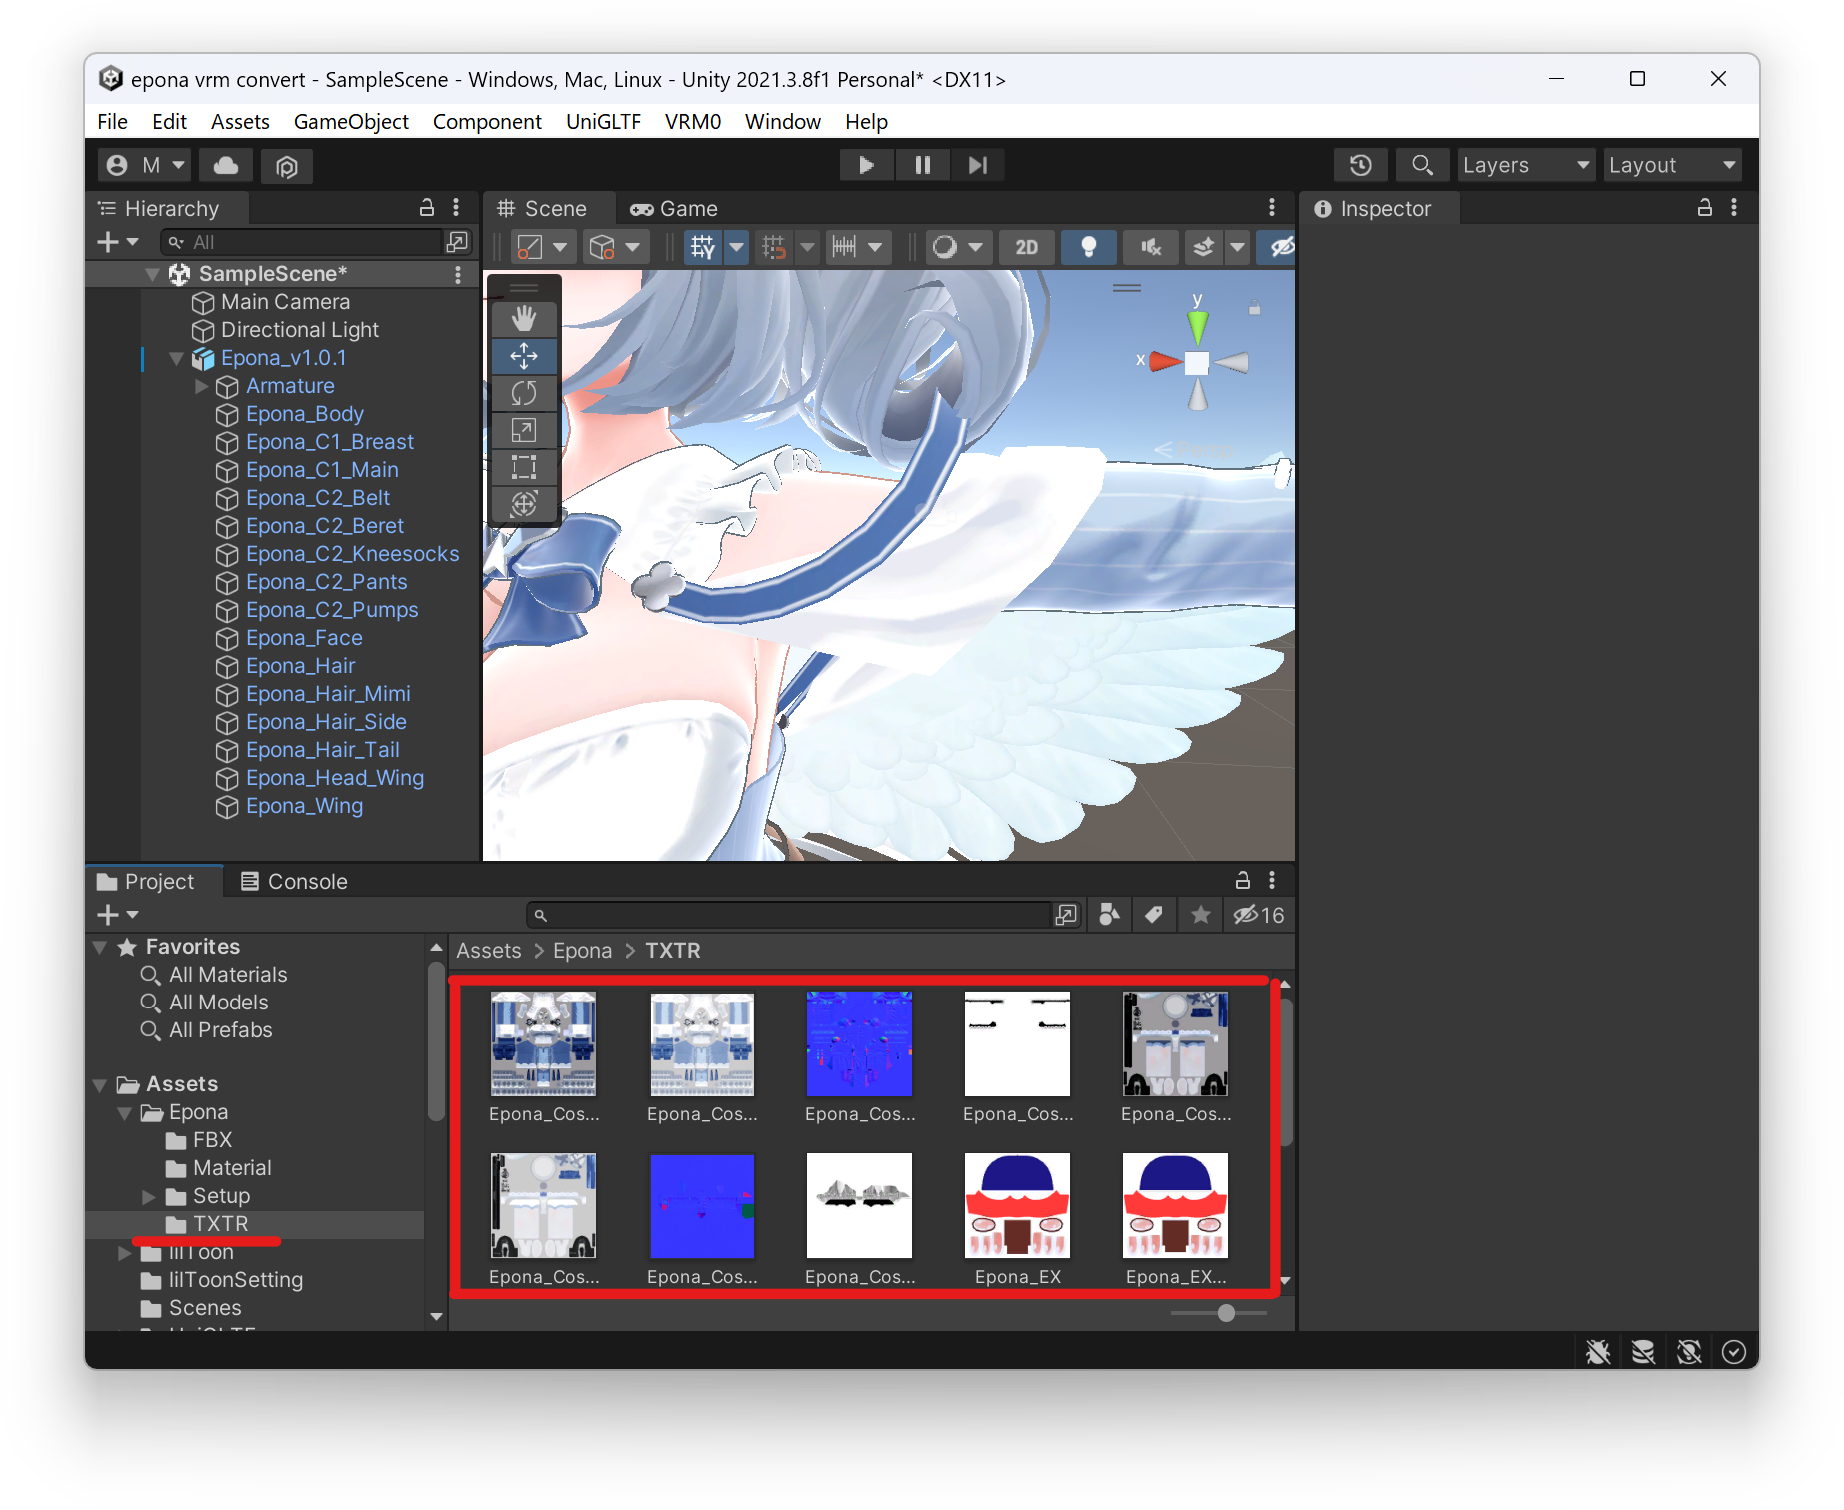 epona vrm convert - SampleScene - Windows, Mac, Linux - Unity 2021.3.8f1 Personal* <DX11>
File Edit Assets GameObject Component UniGLTF VRM0 Window Help
M Layers Layout
Hierarchy
All
SampleScene*
Main Camera
Directional Light
Epona_v1.0.1
Armature
Epona_Body
Epona_C1_Breast
Epona_C1_Main
Epona_C2_Belt
Epona_C2_Beret
Epona_C2_Kneesocks
Epona_C2_Pants
Epona_C2_Pumps
Epona_Face
Epona_Hair
Epona_Hair_Mimi
Epona_Hair_Side
Epona_Hair_Tail
Epona_Head_Wing
Epona_Wing
Scene Game
2D
y
x
Persp
Inspector
Project Console
16
Favorites
All Materials
All Models
All Prefabs
Assets
Epona
FBX
Material
Setup
TXTR
lilToon
lilToonSetting
Scenes
UniGLTF
Assets > Epona > TXTR
Epona_Cos... Epona_Cos... Epona_Cos... Epona_Cos... Epona_Cos...
Epona_Cos... Epona_Cos... Epona_Cos... Epona_EX Epona_EX...